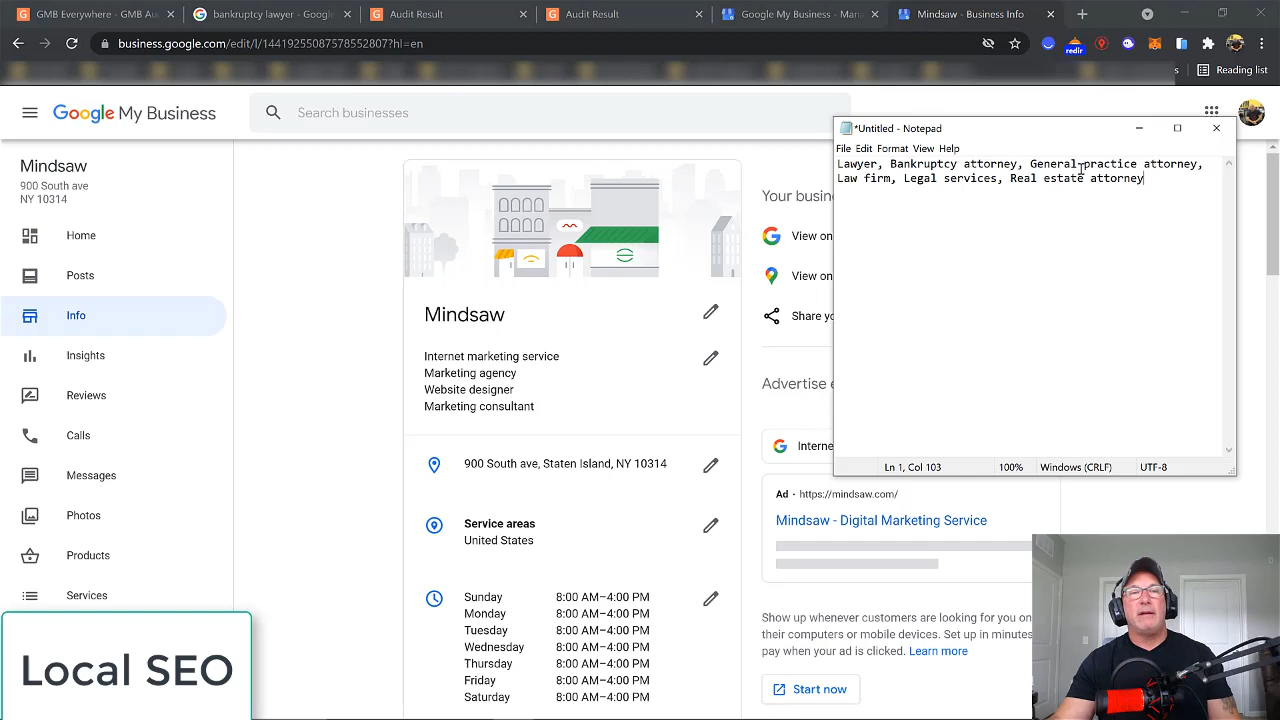 GMB Everywhere - GMB Au
bankruptcy lawyer - Google
Audit Result
Audit Result
Google My Business - Mana
Mindsaw - Business Info
business.google.com/edit/l/14419255087578552807?hl=en
redir
Reading list
Google My Business
Search businesses
Mindsaw
900 South ave
NY 10314
Home
Posts
Info
Insights
Reviews
Calls
Messages
Photos
Products
Services
Local SEO
Mindsaw
Internet marketing service
Marketing agency
Website designer
Marketing consultant
900 South ave, Staten Island, NY 10314
Service areas
United States
Sunday 8:00 AM–4:00 PM
Monday 8:00 AM–4:00 PM
Tuesday 8:00 AM–4:00 PM
Wednesday 8:00 AM–4:00 PM
Thursday 8:00 AM–4:00 PM
Friday 8:00 AM–4:00 PM
Saturday 8:00 AM–4:00 PM
Your busin
View on
View on
Share yo
Advertise e
Interne
Ad · https://mindsaw.com/
Mindsaw - Digital Marketing Service
Show up whenever customers are looking for you on
their computers or mobile devices. Set up in minutes
pay when your ad is clicked. Learn more
Start now
*Untitled - Notepad
File Edit Format View Help
Lawyer, Bankruptcy attorney, General practice attorney,
Law firm, Legal services, Real estate attorney
Ln 1, Col 103
100%
Windows (CRLF)
UTF-8